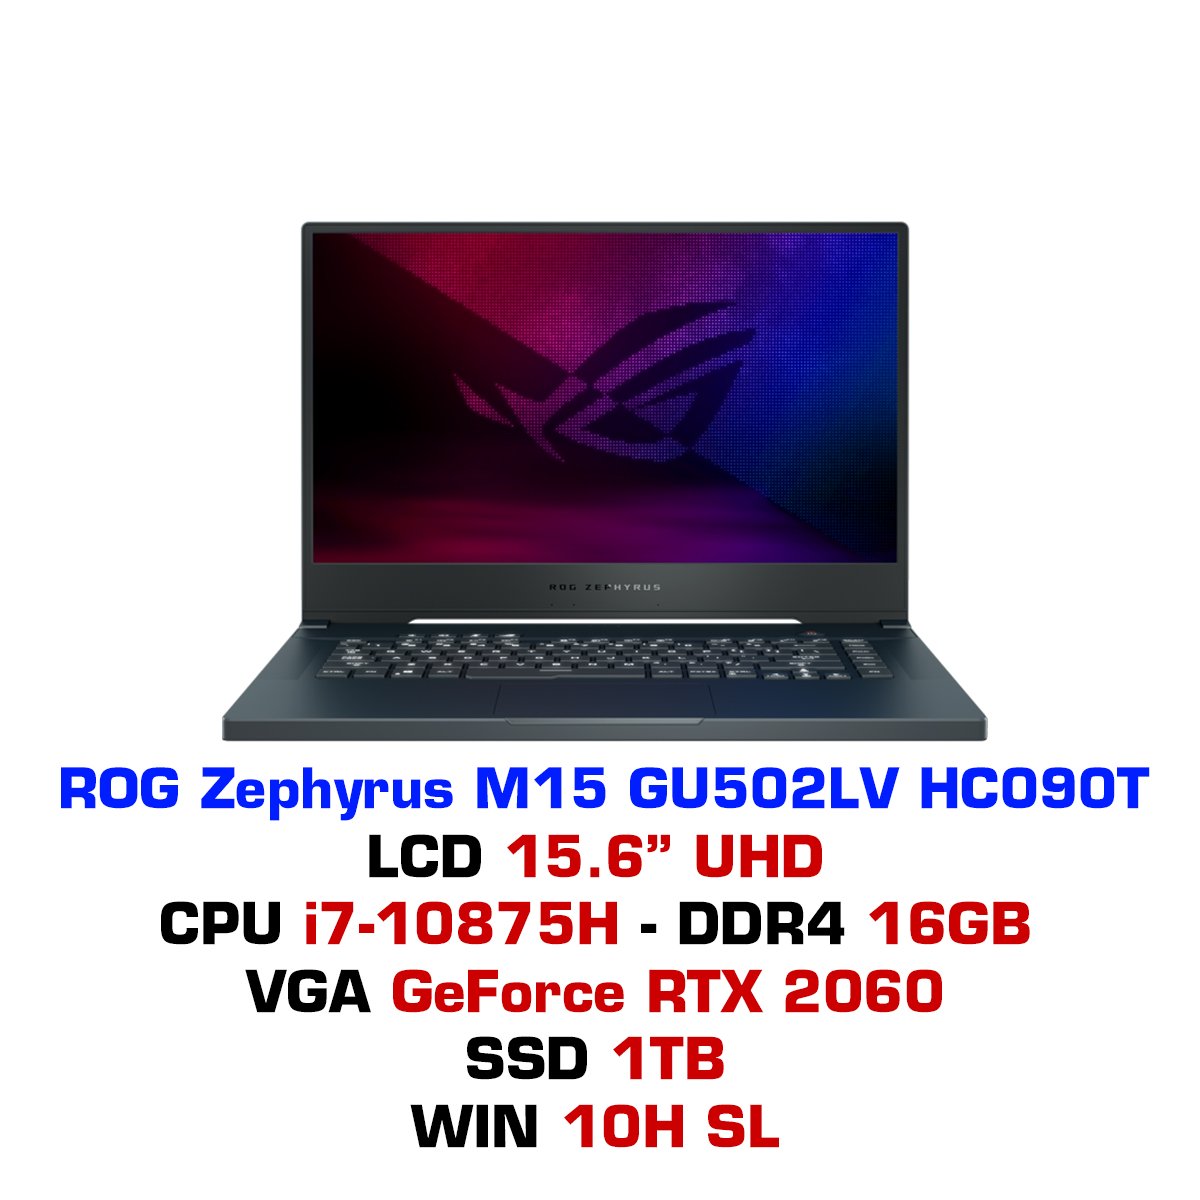 ROG ZEPHYRUS
ROG Zephyrus M15 GU502LV HC090T
LCD 15.6” UHD
CPU i7-10875H - DDR4 16GB
VGA GeForce RTX 2060
SSD 1TB
WIN 10H SL